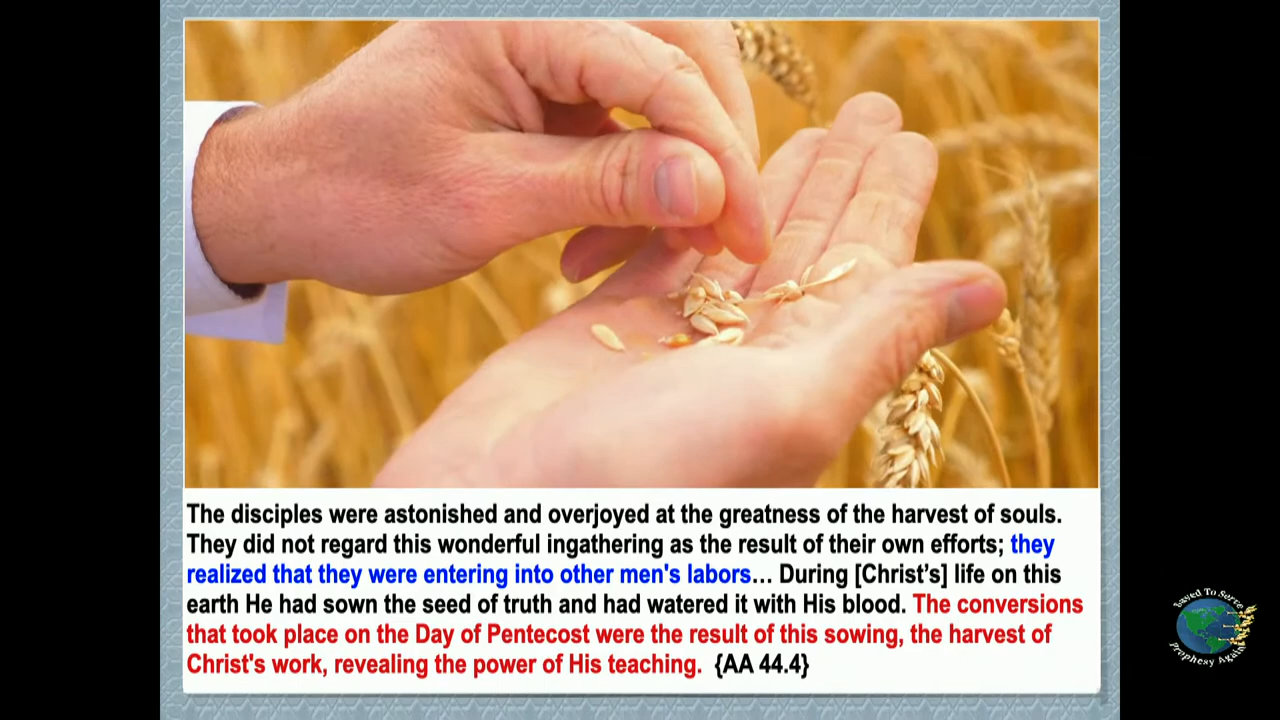 The disciples were astonished and overjoyed at the greatness of the harvest of souls.
They did not regard this wonderful ingathering as the result of their own efforts; they
realized that they were entering into other men's labors… During [Christ’s] life on this
earth He had sown the seed of truth and had watered it with His blood. The conversions
that took place on the Day of Pentecost were the result of this sowing, the harvest of
Christ's work, revealing the power of His teaching.  {AA 44.4}
To Serve
Prophesy Again